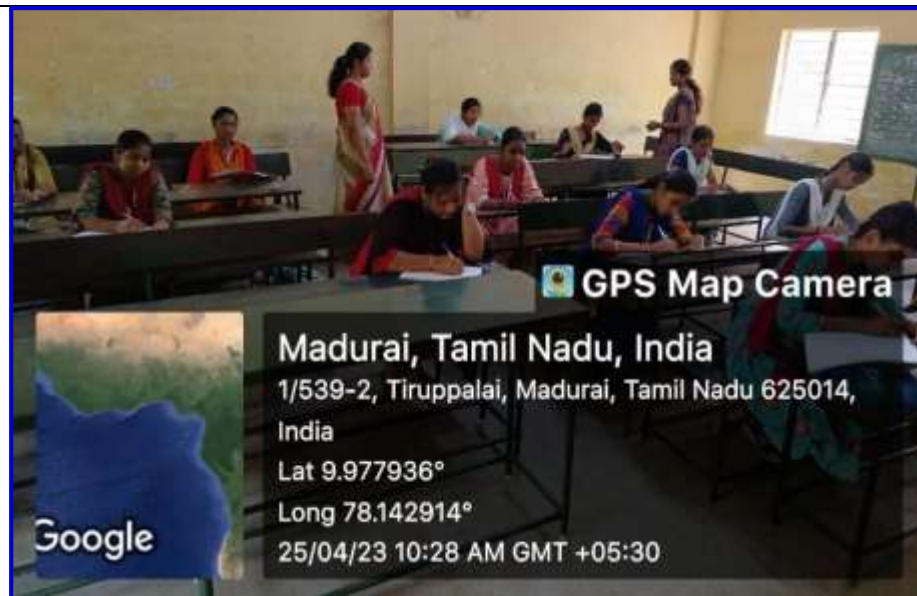 GPS Map Camera
Madurai, Tamil Nadu, India
1/539-2, Tiruppalai, Madurai, Tamil Nadu 625014,
India
Lat 9.977936°
Long 78.142914°
25/04/23 10:28 AM GMT +05:30
Google